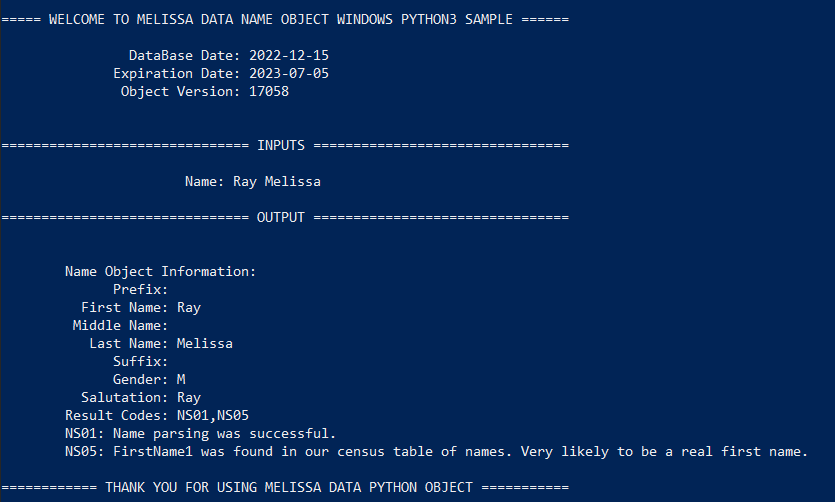 ===== WELCOME TO MELISSA DATA NAME OBJECT WINDOWS PYTHON3 SAMPLE ======
DataBase Date: 2022-12-15
Expiration Date: 2023-07-05
Object Version: 17058
=============================== INPUTS ================================
Name: Ray Melissa
=============================== OUTPUT ================================
Name Object Information:
Prefix:
First Name: Ray
Middle Name:
Last Name: Melissa
Suffix:
Gender: M
Salutation: Ray
Result Codes: NS01,NS05
NS01: Name parsing was successful.
NS05: FirstName1 was found in our census table of names. Very likely to be a real first name.
============ THANK YOU FOR USING MELISSA DATA PYTHON OBJECT ===========